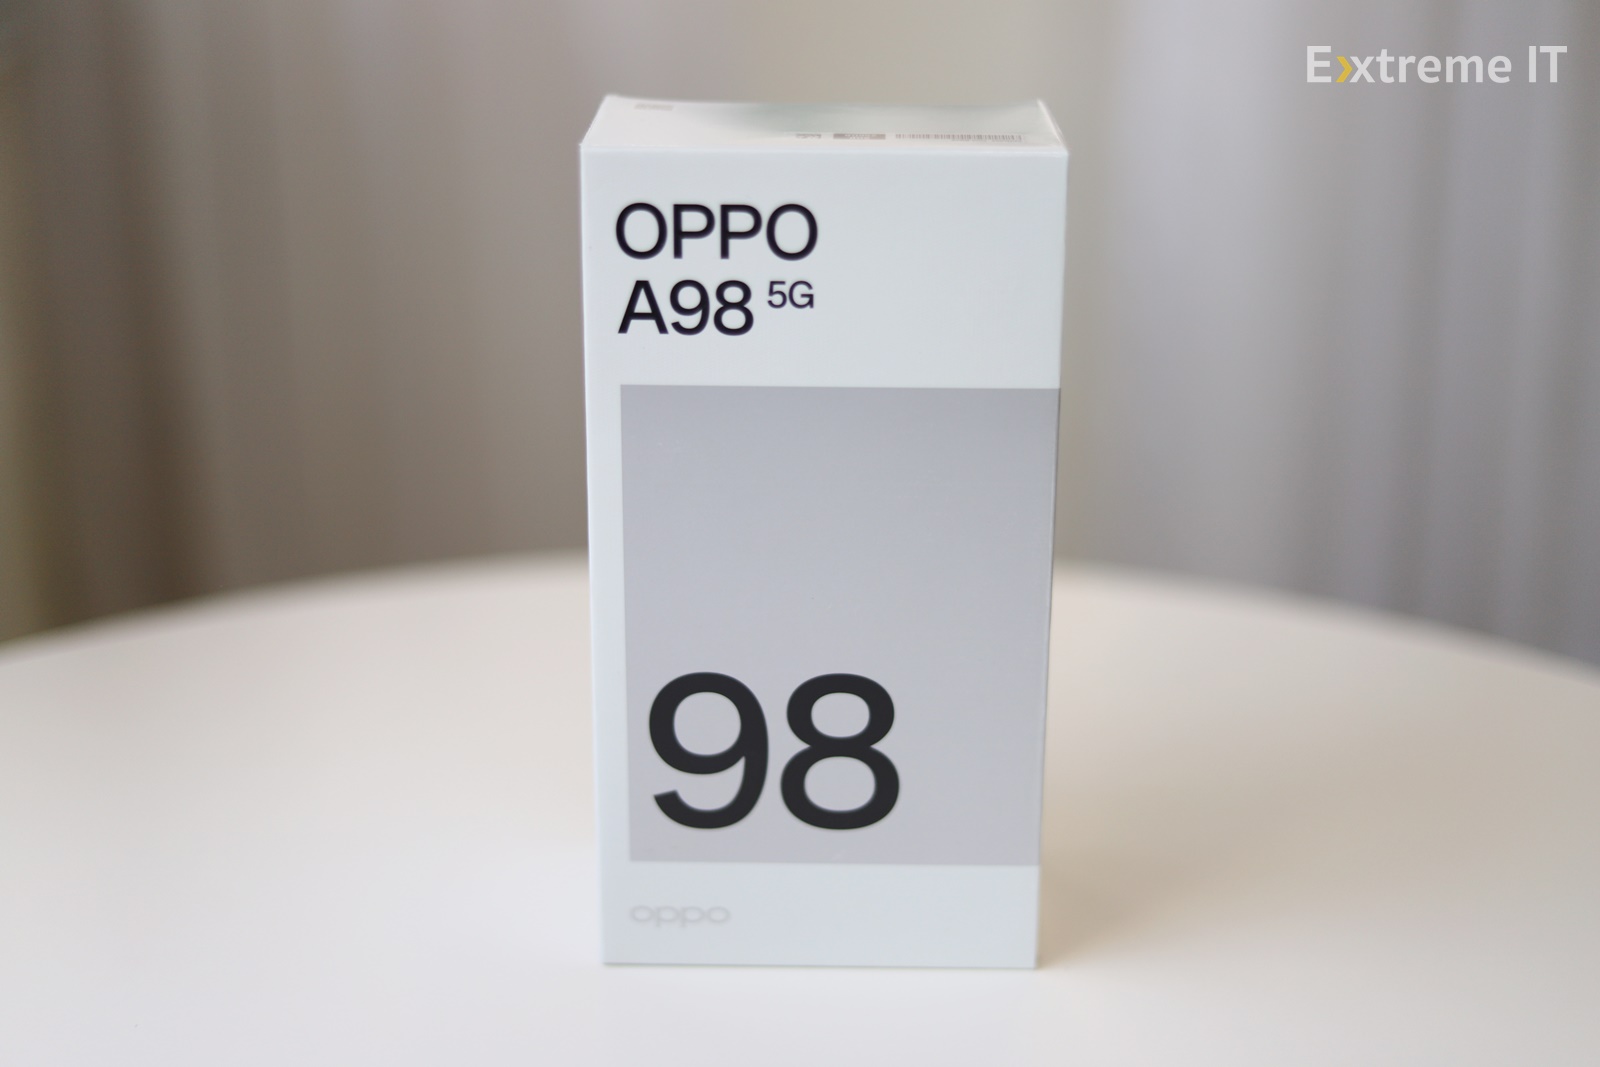 Extreme IT
OPPO
A98 5G
98
oppo